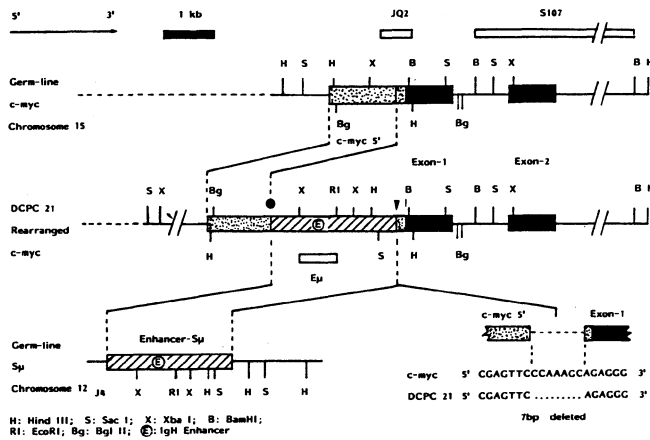 5' 3' 1 kb JQ2 S107
H S H X B S B S X B H
Germ-line
c-myc
Chromosome 15
Bg H Bg
c-myc 5'
Exon-1 Exon-2
S X Bg X RI X H B S B S X B H
DCPC 21
Rearranged
c-myc
E
H S H Bg
Eμ
Germ-line
Sμ
Chromosome 12
Enhancer-Sμ
E
J4 X RI X H S H S H
c-myc 5' Exon-1
c-myc 5' CGAGTTCCCAAAGCAGAGGG 3'
DCPC 21 5' CGAGTTC.........AGAGGG 3'
7bp deleted
H: Hind III; S: Sac I; X: Xba I; B: BamHI;
RI: EcoRI; Bg: Bgl II; E: IgH Enhancer